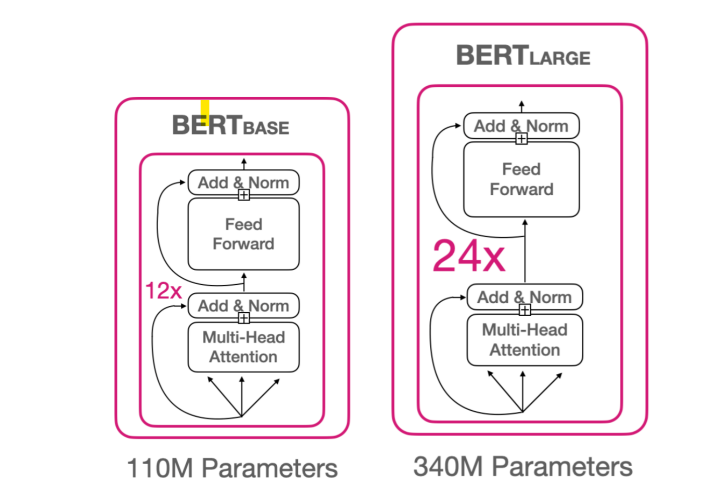 BERTBASE
Add & Norm
Feed
Forward
12x
Add & Norm
Multi-Head
Attention
110M Parameters
BERTLARGE
Add & Norm
Feed
Forward
24x
Add & Norm
Multi-Head
Attention
340M Parameters